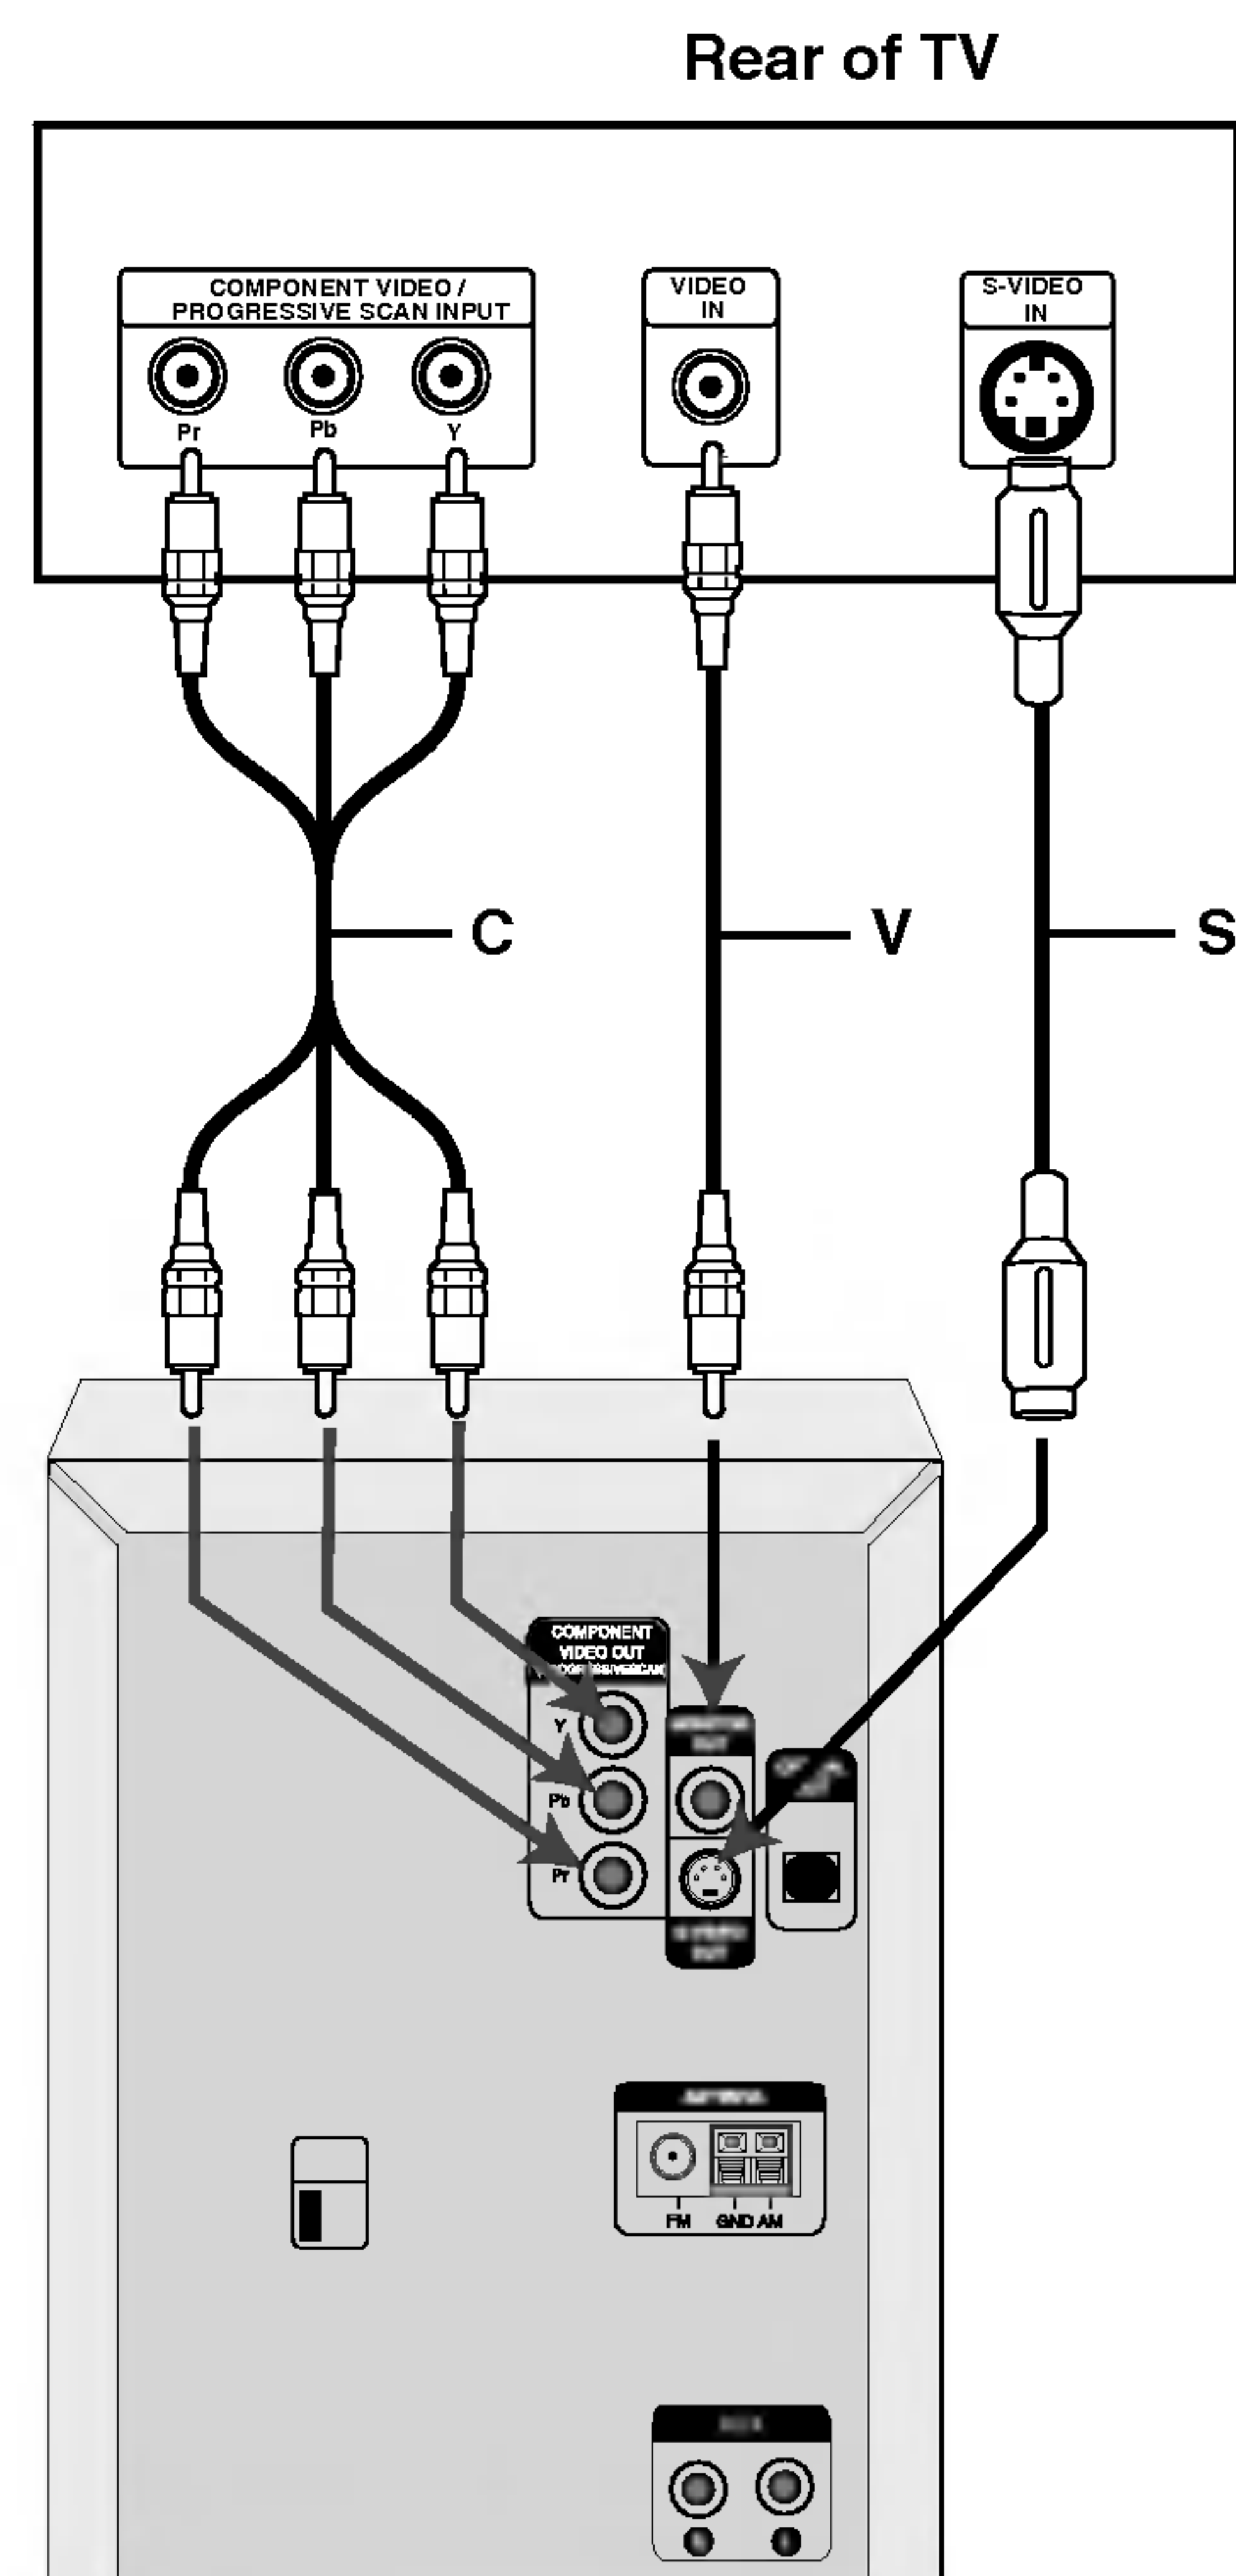 Rear of TV
COMPONENT VIDEO /
PROGRESSIVE SCAN INPUT
Pr
Pb
Y
VIDEO
IN
S-VIDEO
IN
C
V
S
COMPONENT
VIDEO OUT
Y
Pb
Pr
FM
GND AM